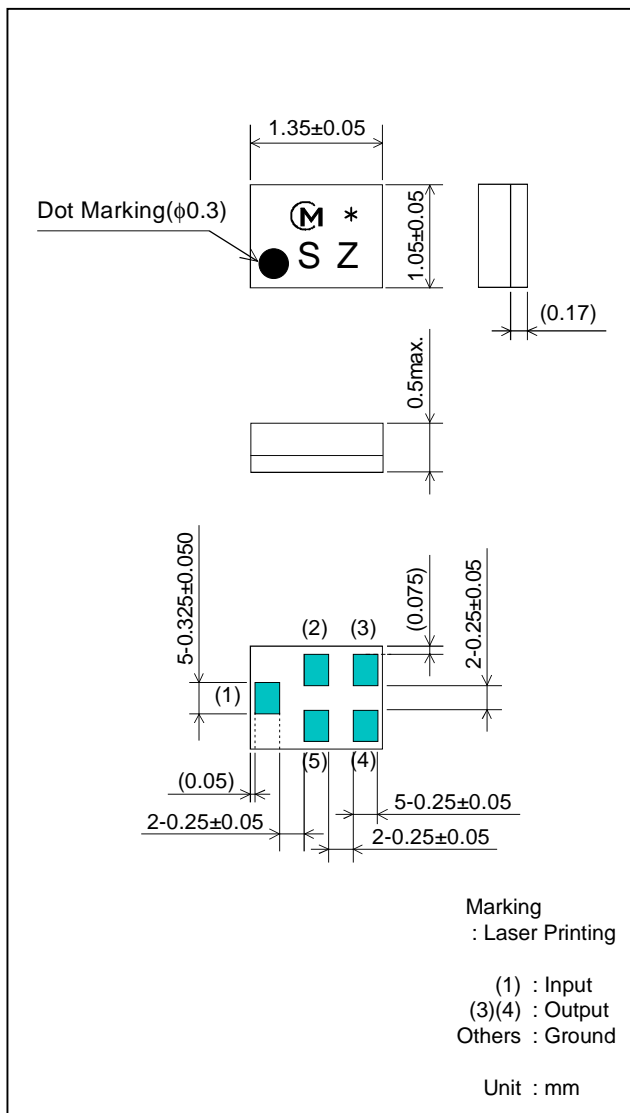 1.35±0.05
Dot Marking(ϕ0.3)
M *
S Z
1.05±0.05
(0.17)
0.5max.
5-0.325±0.050
(0.075)
2-0.25±0.05
(2) (3)
(1)
(5) (4)
(0.05)
5-0.25±0.05
2-0.25±0.05
2-0.25±0.05
Marking
: Laser Printing
(1) : Input
(3)(4) : Output
Others : Ground
Unit : mm